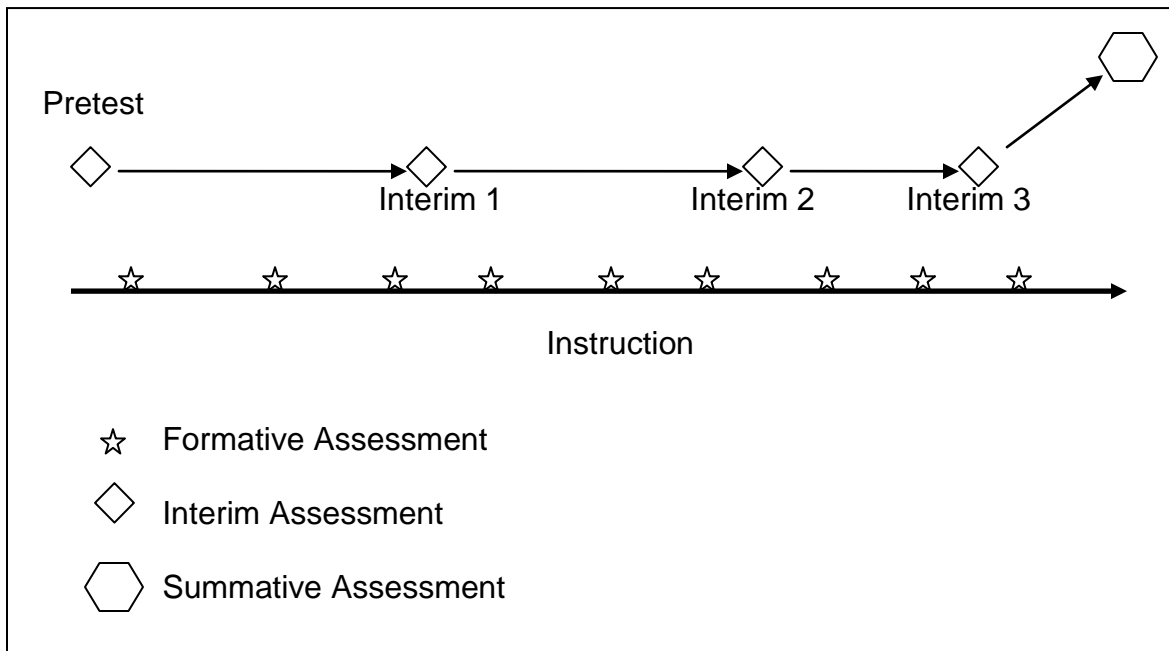 Pretest
Interim 1
Interim 2
Interim 3
Instruction
Formative Assessment
Interim Assessment
Summative Assessment